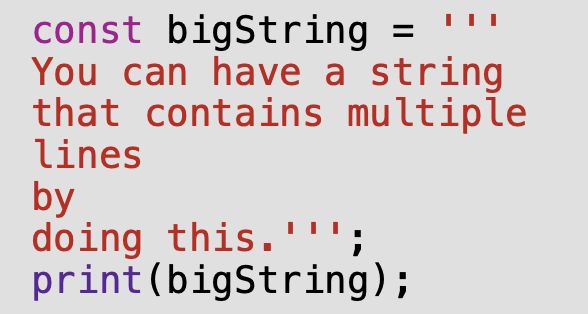 const bigString = '''
You can have a string
that contains multiple
lines
by
doing this.''';
print(bigString);